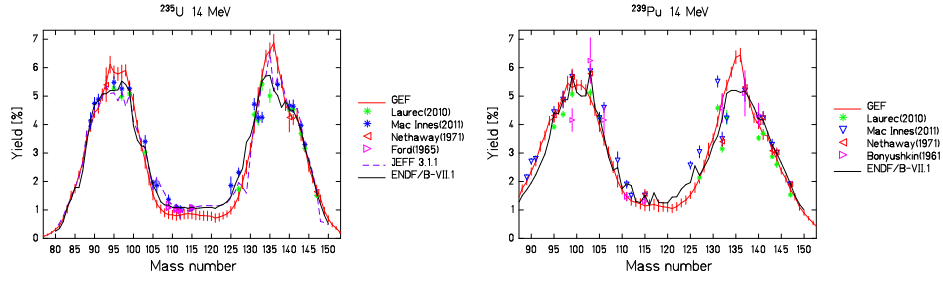 ²³⁵U 14 MeV
Yield [%]
7
6
5
4
3
2
1
0
80 85 90 95 100 105 110 115 120 125 130 135 140 145 150
Mass number
GEF
Laurec(2010)
Mac Innes(2011)
Nethaway(1971)
Ford(1965)
JEFF 3.1.1
ENDF/B-VII.1
²³⁹Pu 14 MeV
Yield [%]
7
6
5
4
3
2
1
0
90 95 100 105 110 115 120 125 130 135 140 145 150
Mass number
GEF
Laurec(2010)
Mac Innes(2011)
Nethaway(1971)
Bonyushkin(1961
ENDF/B-VII.1